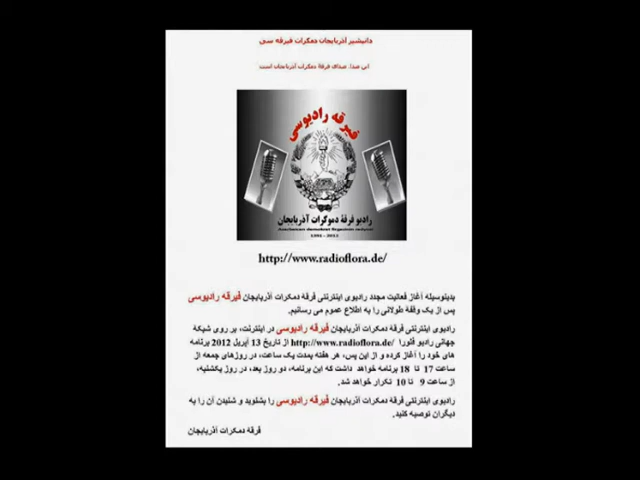 دانیشیر آذربایجان دمکرات فیرقه سی
این صدا، صدای فرقهٔ دمکرات آذربایجان است
فیرقه رادیوسی
رادیو فرقهٔ دموکرات آذربایجان
Azərbaycan demokrat firqəsinin radiyosi
http://www.radioflora.de/
بدینوسیله آغاز فعالیت مجدد رادیوی اینترنتی فرقهٔ دمکرات آذربایجان فیرقه رادیوسی
پس از یک وقفهٔ طولانی را به اطلاع عموم می رسانیم.
رادیوی اینترنتی فرقهٔ دمکرات آذربایجان فیرقه رادیوسی در اینترنت، بر روی شبکهٔ
جهانی رادیو فلورا http://www.radioflora.de/ از تاریخ 13 آپریل 2012 برنامه
های خود را آغاز کرده و از این پس، هر هفته بمدت یک ساعت، در روزهای جمعه از
ساعت 17 تا 18 برنامه خواهد داشت که این برنامه، دو روز بعد، در روز یکشنبه،
از ساعت 9 تا 10 تکرار خواهد شد.
رادیوی اینترنتی فرقهٔ دمکرات آذربایجان فیرقه رادیوسی را بشنوید و شنیدن آن را به
دیگران توصیه کنید.
فرقهٔ دمکرات آذربایجان